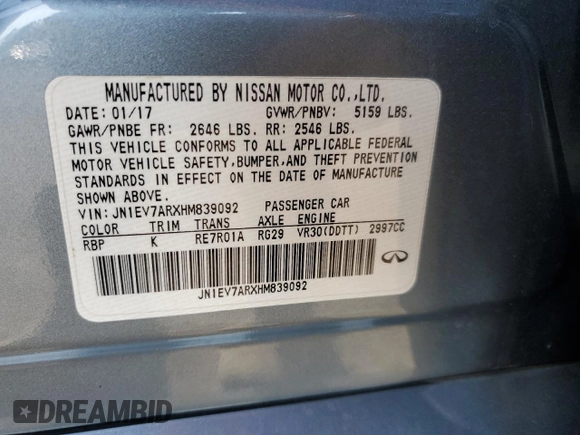 MANUFACTURED BY NISSAN MOTOR CO.,LTD.
DATE: 01/17 GVWR/PNBV: 5159 LBS.
GAWR/PNBE FR: 2646 LBS. RR: 2546 LBS.
THIS VEHICLE CONFORMS TO ALL APPLICABLE FEDERAL
MOTOR VEHICLE SAFETY,BUMPER,AND THEFT PREVENTION
STANDARDS IN EFFECT ON THE DATE OF MANUFACTURE
SHOWN ABOVE.
VIN: JN1EV7ARXHM839092 PASSENGER CAR
COLOR TRIM TRANS AXLE ENGINE
RBP K RE7R01A RG29 VR30(DDTT) 2997CC
JN1EV7ARXHM839092
DREAMBID